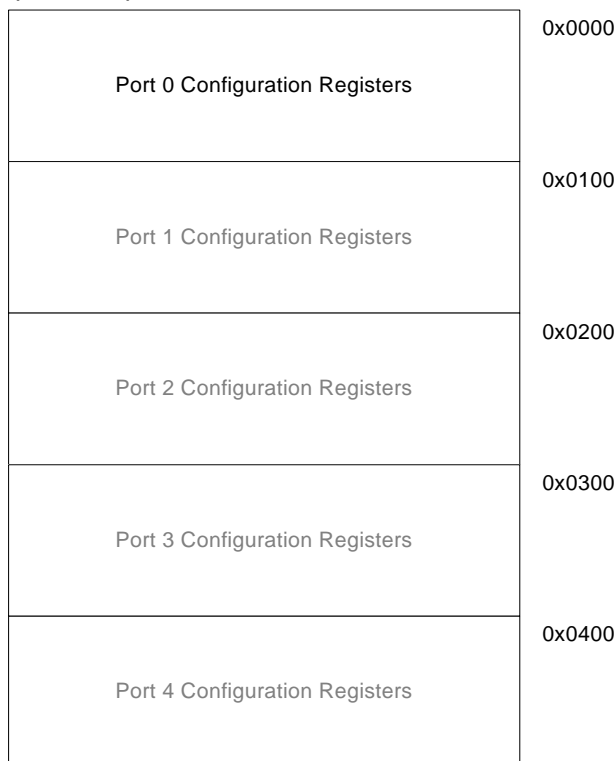 0x0000
Port 0 Configuration Registers
0x0100
Port 1 Configuration Registers
0x0200
Port 2 Configuration Registers
0x0300
Port 3 Configuration Registers
0x0400
Port 4 Configuration Registers